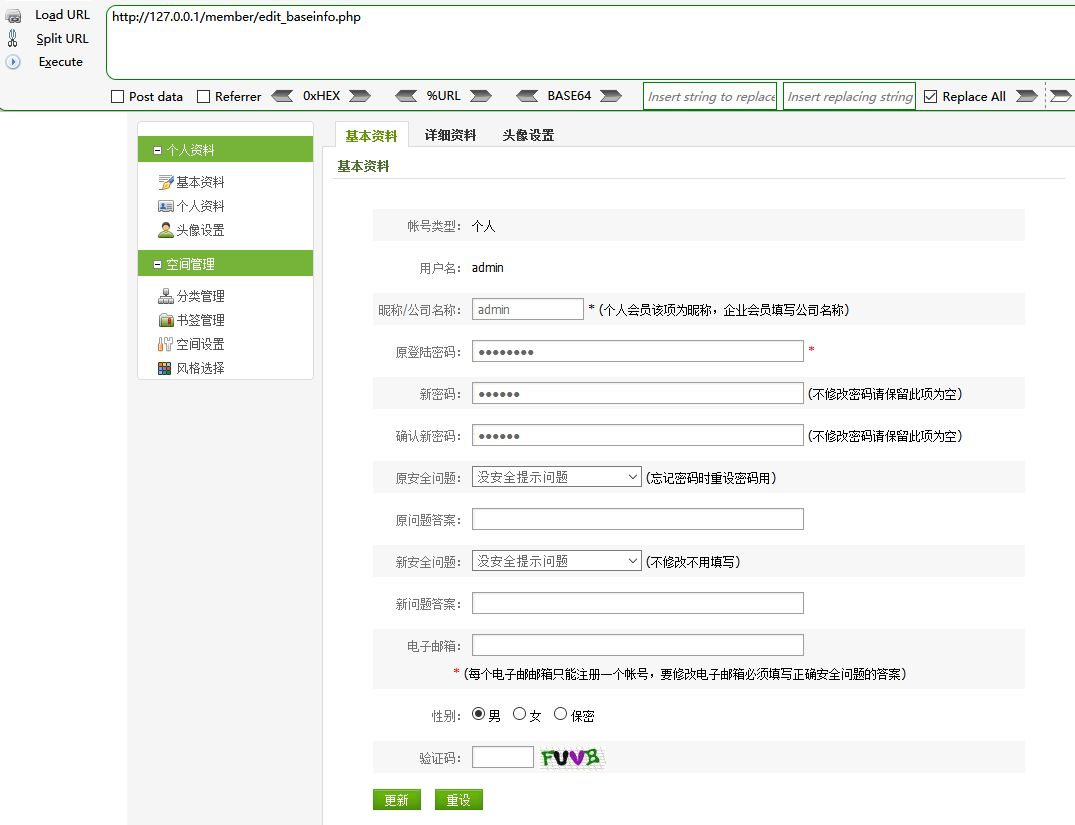 Load URL
http://127.0.0.1/member/edit_baseinfo.php
Split URL
Execute
Post data Referrer 0xHEX %URL BASE64 Insert string to replace Insert replacing string Replace All
个人资料
基本资料
个人资料
头像设置
空间管理
分类管理
书签管理
空间设置
风格选择
基本资料 详细资料 头像设置
基本资料
帐号类型: 个人
用户名: admin
昵称/公司名称: admin * (个人会员该项为昵称，企业会员填写公司名称)
原登陆密码: ●●●●●●●● *
新密码: ●●●●●● (不修改密码请保留此项为空)
确认新密码: ●●●●●● (不修改密码请保留此项为空)
原安全问题: 没安全提示问题 (忘记密码时重设密码用)
原问题答案:
新安全问题: 没安全提示问题 (不修改不用填写)
新问题答案:
电子邮箱:
* (每个电子邮邮箱只能注册一个帐号，要修改电子邮箱必须填写正确安全问题的答案)
性别: 男 女 保密
验证码: FUVB
更新 重设